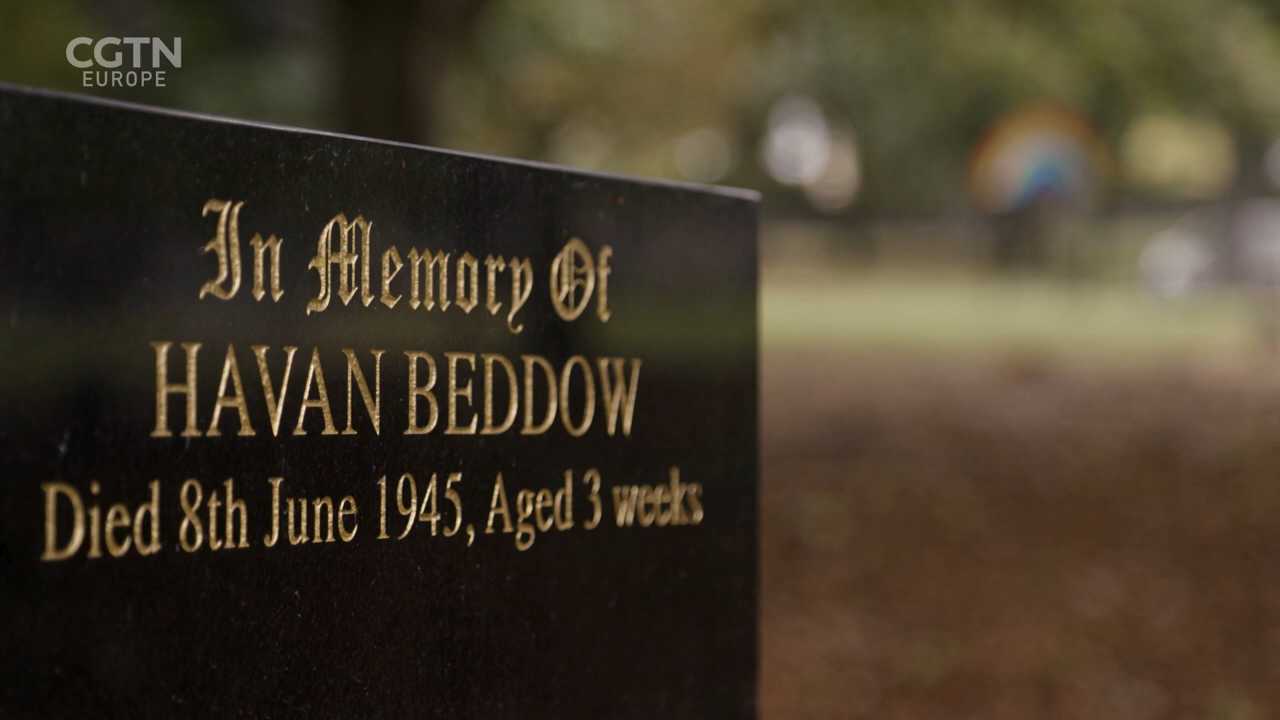 CGTN
EUROPE
In Memory Of
HAVAN BEDDOW
Died 8th June 1945, Aged 3 weeks